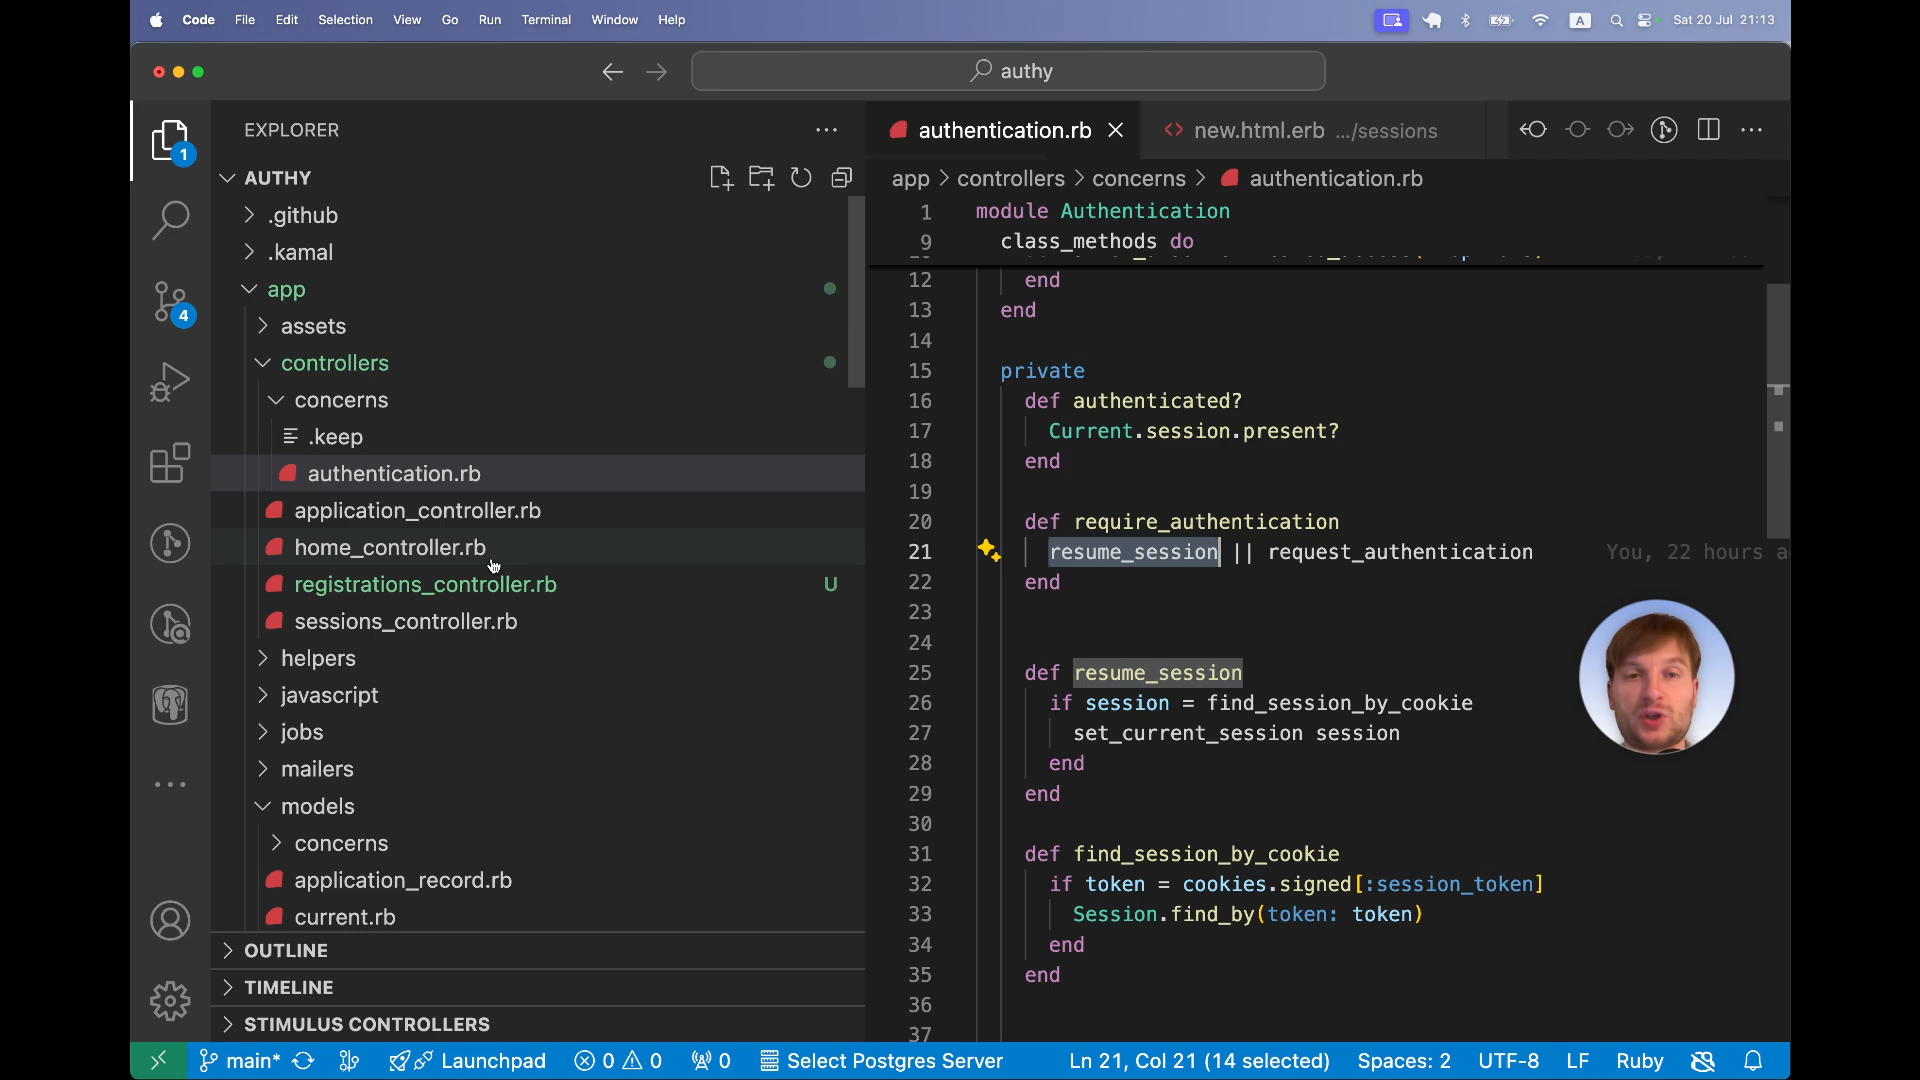 Code File Edit Selection View Go Run Terminal Window Help
A
Sat 20 Jul 21:13
authy
EXPLORER
1
4
AUTHY
.github
.kamal
app
assets
controllers
concerns
.keep
authentication.rb
application_controller.rb
home_controller.rb
registrations_controller.rb U
sessions_controller.rb
helpers
javascript
jobs
mailers
models
concerns
application_record.rb
current.rb
OUTLINE
TIMELINE
STIMULUS CONTROLLERS
authentication.rb
new.html.erb .../sessions
app > controllers > concerns > authentication.rb
1 module Authentication
9 class_methods do
12 end
13 end
14
15 private
16 def authenticated?
17 Current.session.present?
18 end
19
20 def require_authentication
21 resume_session || request_authentication You, 22 hours a
22 end
23
24
25 def resume_session
26 if session = find_session_by_cookie
27 set_current_session session
28 end
29 end
30
31 def find_session_by_cookie
32 if token = cookies.signed[:session_token]
33 Session.find_by(token: token)
34 end
35 end
36
37
main* Launchpad 0 0 0 Select Postgres Server Ln 21, Col 21 (14 selected) Spaces: 2 UTF-8 LF Ruby